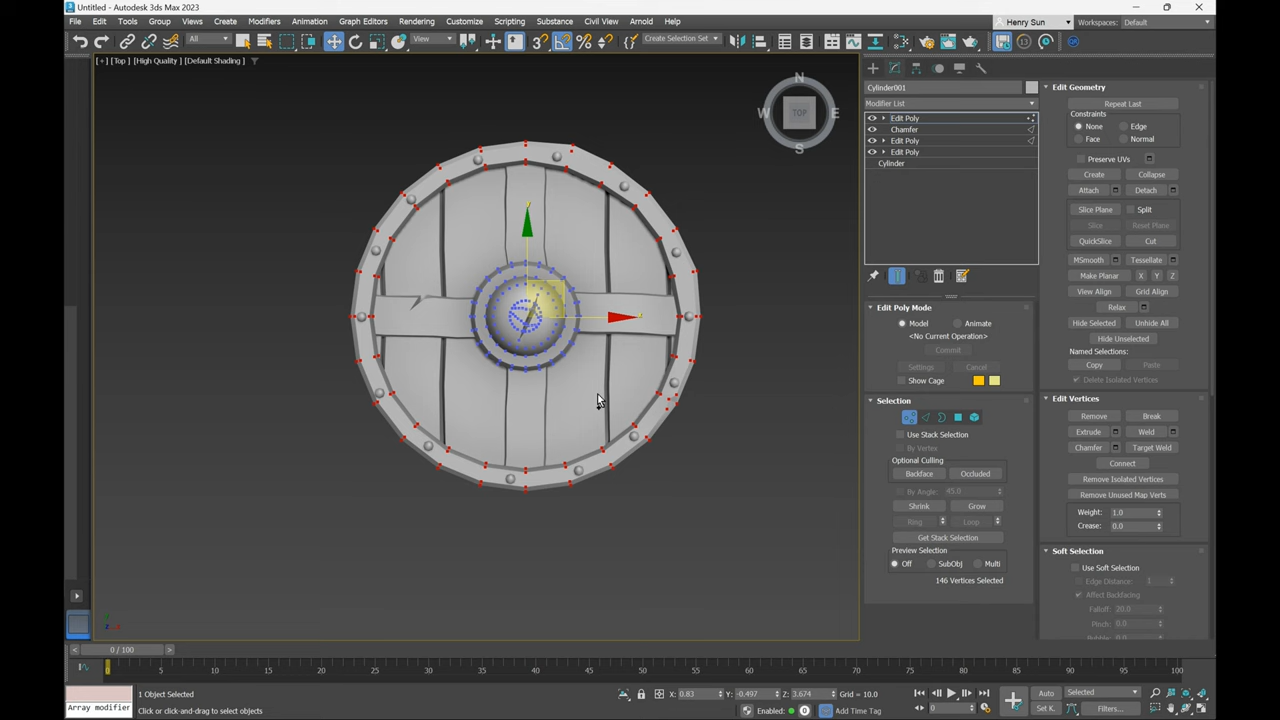 Untitled - Autodesk 3ds Max 2023
File Edit Tools Group Views Create Modifiers Animation Graph Editors Rendering Customize Scripting Substance Civil View Arnold Help
Henry Sun Workspaces: Default
All View Create Selection Set
[+] [Top] [High Quality] [Default Shading]
N
W TOP E
S
Cylinder001
Modifier List
Edit Poly
Chamfer
Edit Poly
Edit Poly
Cylinder
Edit Poly Mode
Model Animate
<No Current Operation>
Commit
Settings Cancel
Show Cage
Selection
Use Stack Selection
By Vertex
Optional Culling
Backface Occluded
By Angle: 45.0
Shrink Grow
Ring Loop
Get Stack Selection
Preview Selection
Off SubObj Multi
146 Vertices Selected
Edit Geometry
Repeat Last
Constraints
None Edge
Face Normal
Preserve UVs
Create Collapse
Attach Detach
Slice Plane Split
Slice Reset Plane
QuickSlice Cut
MSmooth Tessellate
Make Planar X Y Z
View Align Grid Align
Relax
Hide Selected Unhide All
Hide Unselected
Named Selections:
Copy Paste
Delete Isolated Vertices
Edit Vertices
Remove Break
Extrude Weld
Chamfer Target Weld
Connect
Remove Isolated Vertices
Remove Unused Map Verts
Weight: 1.0
Crease: 0.0
Soft Selection
Use Soft Selection
Edge Distance: 1
Affect Backfacing
Falloff: 20.0
Pinch: 0.0
0 / 100
0 5 10 15 20 25 30 35 40 45 50 55 60 65 70 75 80 85 90 95 100
Array modifier
1 Object Selected
Click or click-and-drag to select objects
X: 0.83 Y: -0.497 Z: 3.674 Grid = 10.0
Enabled: Add Time Tag
0
Auto Selected
Set K. Filters...